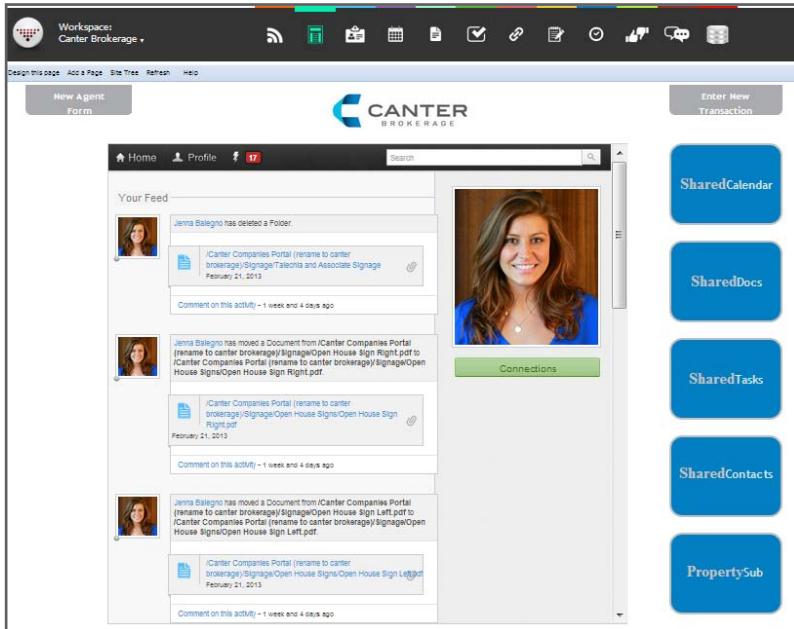 Workspace:
Canter Brokerage
Design this page Add a Page Site Tree Refresh Help
New Agent
Form
CANTER
BROKERAGE
Enter New
Transaction
Home Profile 17 Search
Your Feed
Jenna Balegno has deleted a Folder.
/Canter Companies Portal (rename to canter
brokerage)/Signage/Talechia and Associate Signage
February 21, 2013
Comment on this activity - 1 week and 4 days ago
Jenna Balegno has moved a Document from /Canter Companies Portal
(rename to canter brokerage)/Signage/Open House Sign Right.pdf to
/Canter Companies Portal (rename to canter brokerage)/Signage/Open
House Signs/Open House Sign Right.pdf.
/Canter Companies Portal (rename to canter
brokerage)/Signage/Open House Signs/Open House Sign
Right.pdf
February 21, 2013
Comment on this activity - 1 week and 4 days ago
Jenna Balegno has moved a Document from /Canter Companies Portal
(rename to canter brokerage)/Signage/Open House Sign Left.pdf to
/Canter Companies Portal (rename to canter brokerage)/Signage/Open
House Signs/Open House Sign Left.pdf.
/Canter Companies Portal (rename to canter
brokerage)/Signage/Open House Signs/Open House Sign Left.pdf
February 21, 2013
Comment on this activity - 1 week and 4 days ago
Connections
SharedCalendar
SharedDocs
SharedTasks
SharedContacts
PropertySub